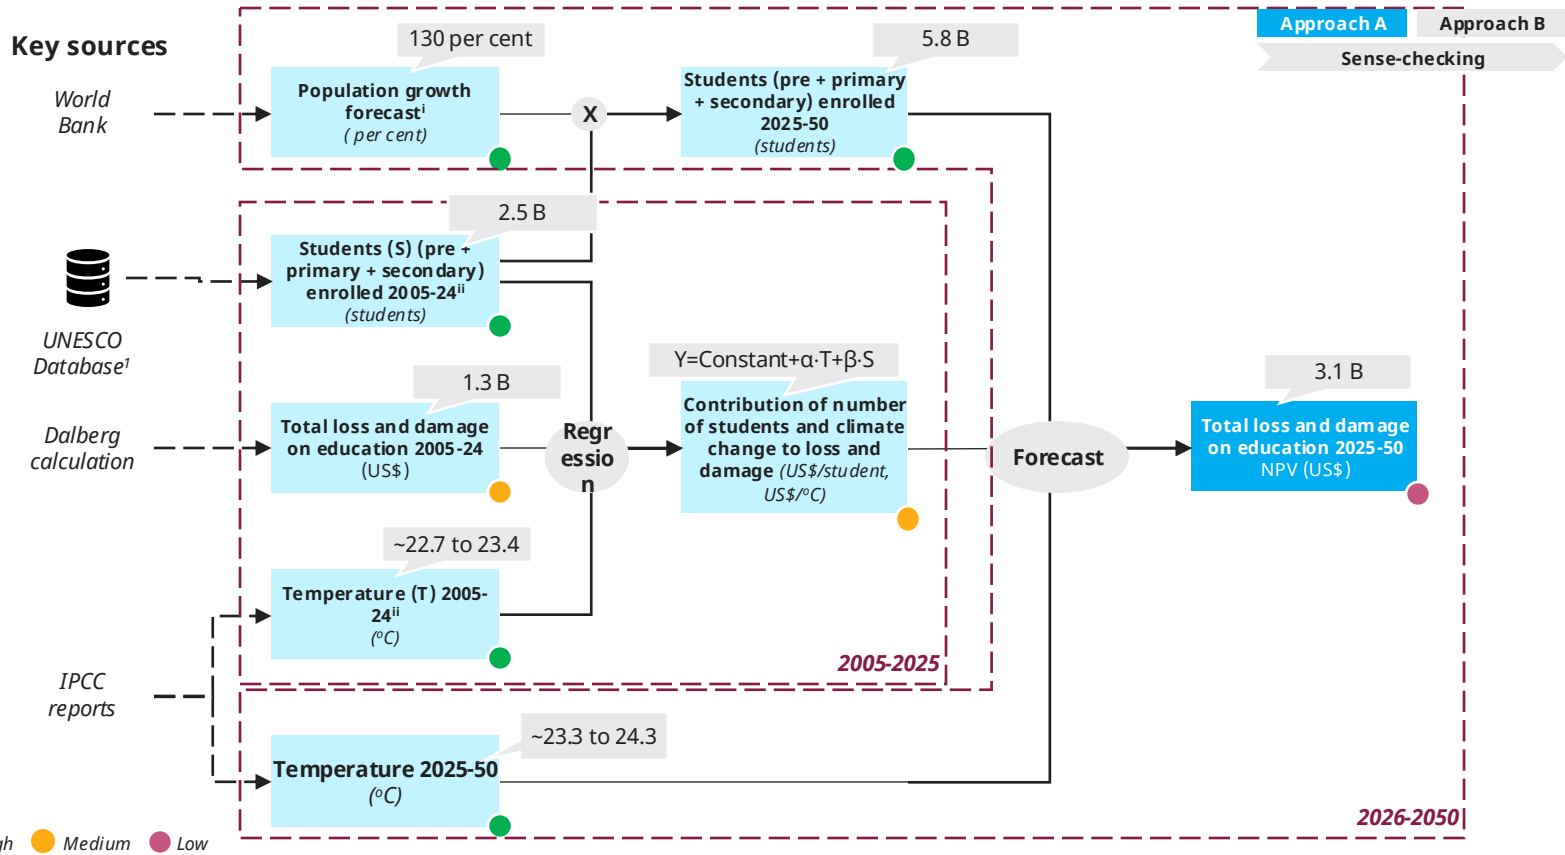 Key sources
Approach A
Approach B
Sense-checking
130 per cent
5.8 B
World
Bank
Population growth
forecastⁱ
( per cent)
X
Students (pre + primary
+ secondary) enrolled
2025-50
(students)
2.5 B
Students (S) (pre +
primary + secondary)
enrolled 2005-24ⁱⁱ
(students)
UNESCO
Database¹
Y=Constant+α·T+β·S
3.1 B
1.3 B
Dalberg
calculation
Total loss and damage
on education 2005-24
(US$)
Regr
essio
n
Contribution of number
of students and climate
change to loss and
damage (US$/student,
US$/ºC)
Forecast
Total loss and damage
on education 2025-50
NPV (US$)
~22.7 to 23.4
Temperature (T) 2005-
24ⁱⁱ
(ºC)
2005-2025
IPCC
reports
~23.3 to 24.3
Temperature 2025-50
(ºC)
2026-2050
gh
Medium
Low